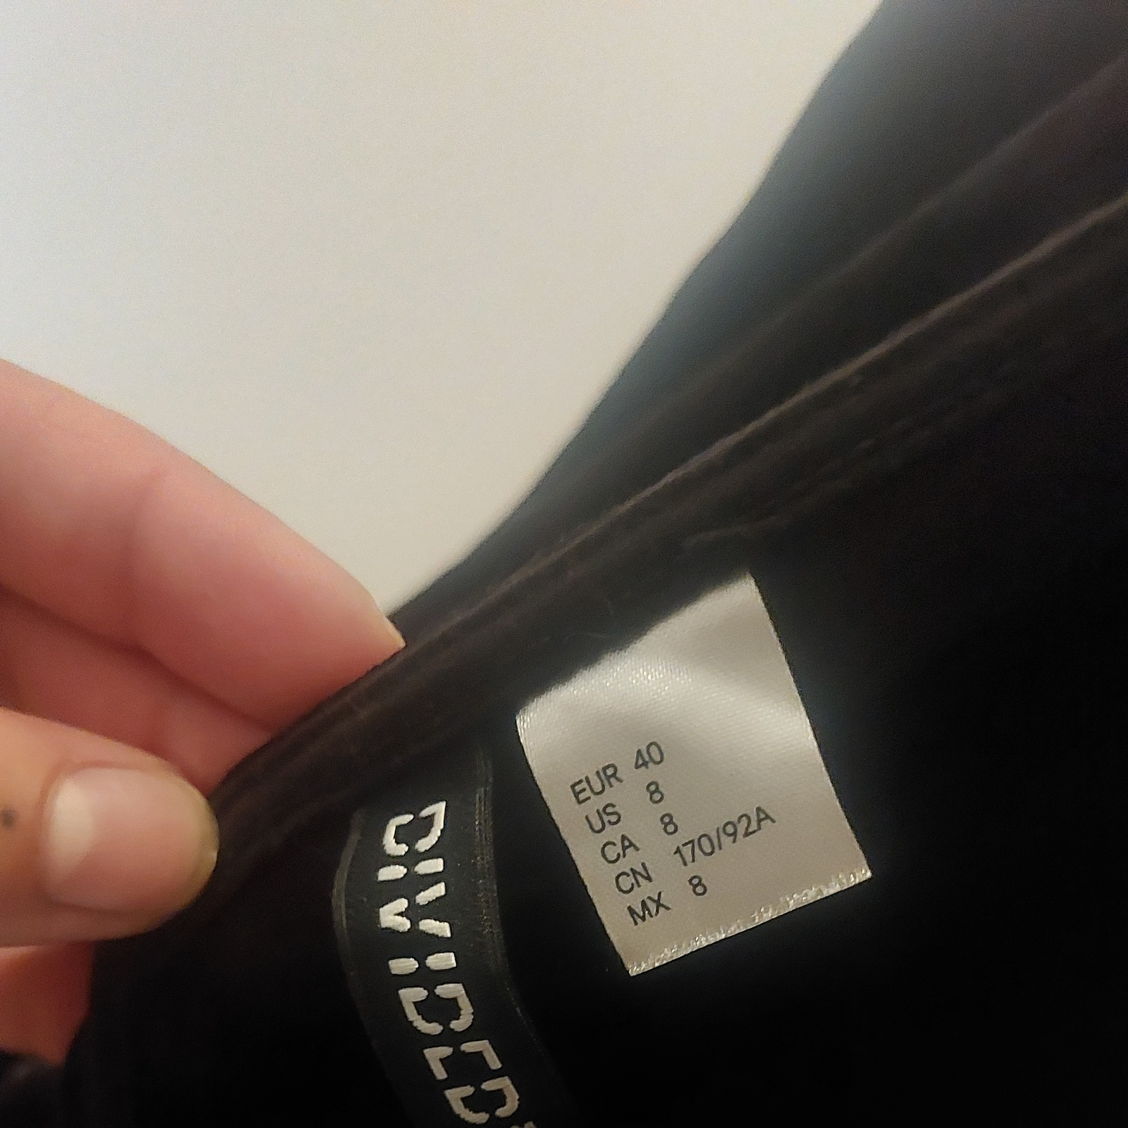 EUR 40
US 8
CA 8
CN 170/92A
MX 8
DIVIDED